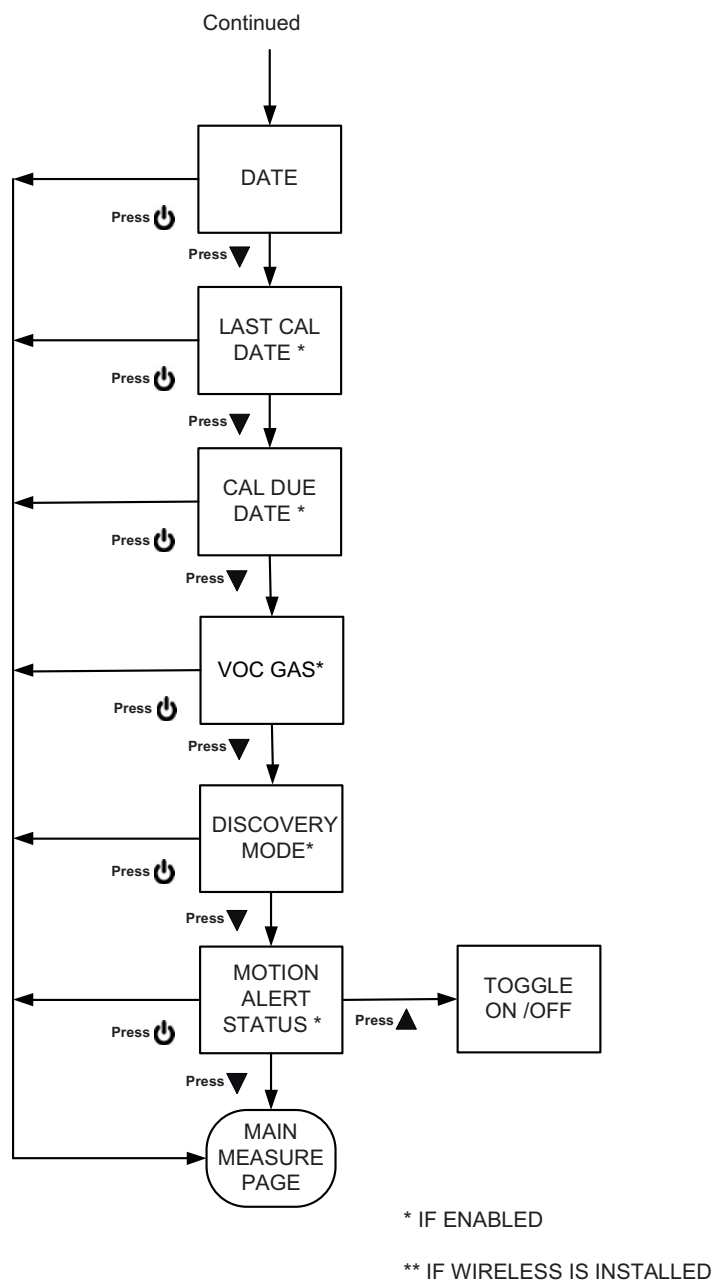 Continued
DATE
Press
Press
LAST CAL
DATE *
Press
Press
CAL DUE
DATE *
Press
Press
VOC GAS*
Press
Press
DISCOVERY
MODE*
Press
Press
MOTION
ALERT
STATUS *
TOGGLE
ON /OFF
Press
Press
Press
MAIN
MEASURE
PAGE
* IF ENABLED
** IF WIRELESS IS INSTALLED